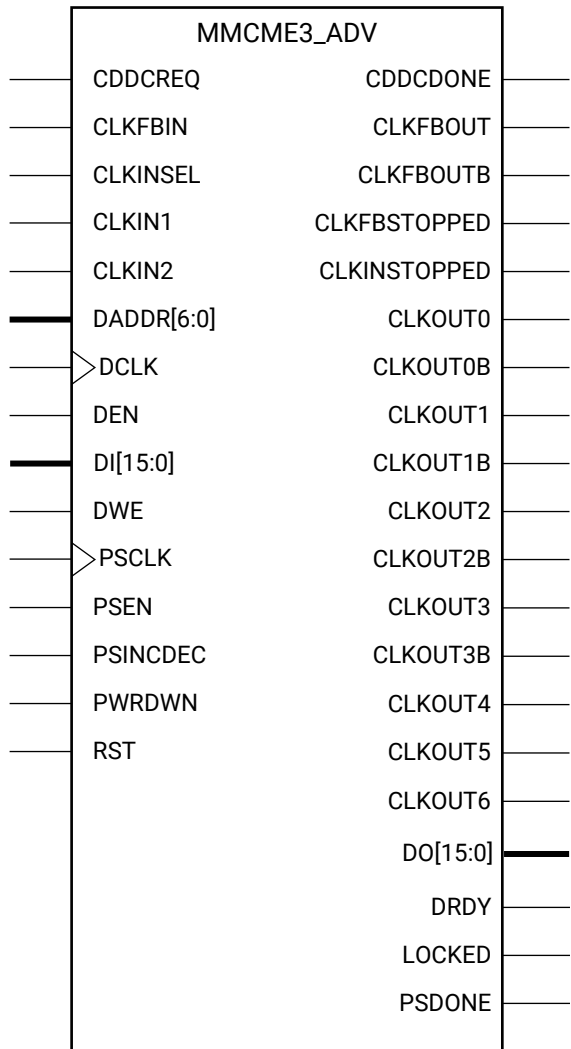 MMCME3_ADV
CDDCREQ CDDCDONE
CLKFBIN CLKFBOUT
CLKINSEL CLKFBOUTB
CLKIN1 CLKFBSTOPPED
CLKIN2 CLKINSTOPPED
DADDR[6:0] CLKOUT0
DCLK CLKOUT0B
DEN CLKOUT1
DI[15:0] CLKOUT1B
DWE CLKOUT2
PSCLK CLKOUT2B
PSEN CLKOUT3
PSINCDEC CLKOUT3B
PWRDWN CLKOUT4
RST CLKOUT5
CLKOUT6
DO[15:0]
DRDY
LOCKED
PSDONE